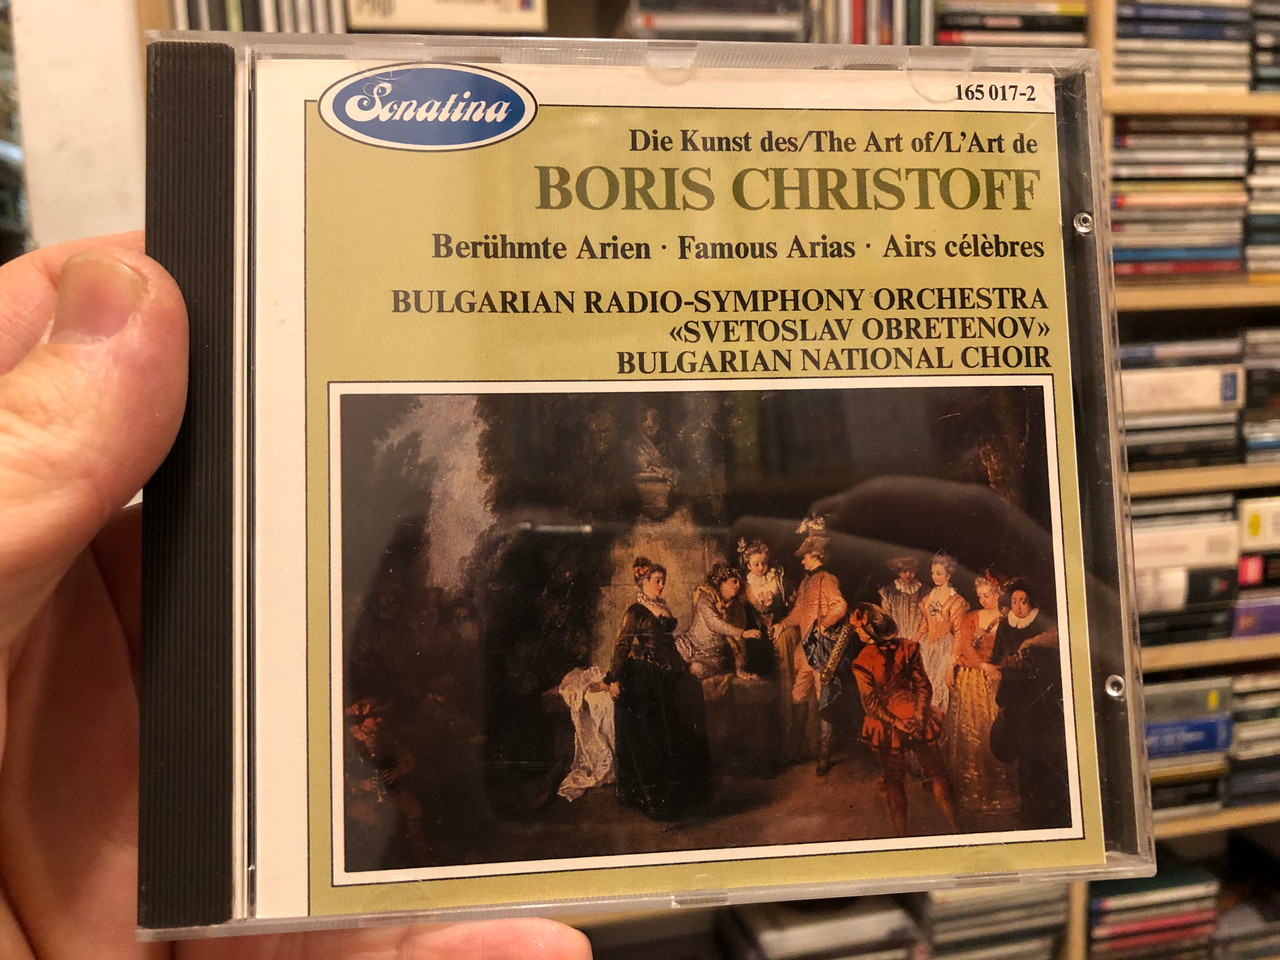 Sonatina
165 017-2
Die Kunst des/The Art of/L'Art de
BORIS CHRISTOFF
Berühmte Arien · Famous Arias · Airs célèbres
BULGARIAN RADIO-SYMPHONY ORCHESTRA
«SVETOSLAV OBRETENOV»
BULGARIAN NATIONAL CHOIR